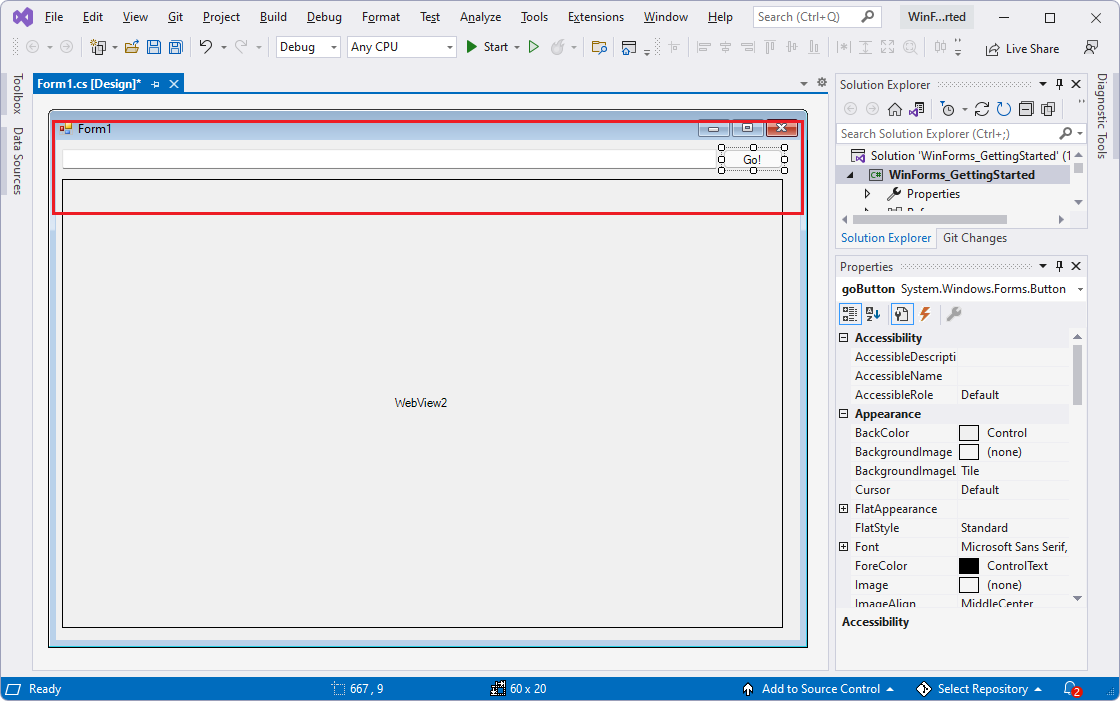 File Edit View Git Project Build Debug Format Test Analyze Tools Extensions Window Help Search (Ctrl+Q) WinF...rted
Debug Any CPU Start Live Share
Toolbox
Data Sources
Form1.cs [Design]*
Form1
Go!
WebView2
Solution Explorer
Search Solution Explorer (Ctrl+;)
Solution 'WinForms_GettingStarted' (1
WinForms_GettingStarted
Properties
Solution Explorer Git Changes
Diagnostic Tools
Properties
goButton System.Windows.Forms.Button
Accessibility
AccessibleDescripti
AccessibleName
AccessibleRole Default
Appearance
BackColor Control
BackgroundImage (none)
BackgroundImageL Tile
Cursor Default
FlatAppearance
FlatStyle Standard
Font Microsoft Sans Serif,
ForeColor ControlText
Image (none)
ImageAlign MiddleCenter
Accessibility
Ready 667 , 9 60 x 20 Add to Source Control Select Repository 2